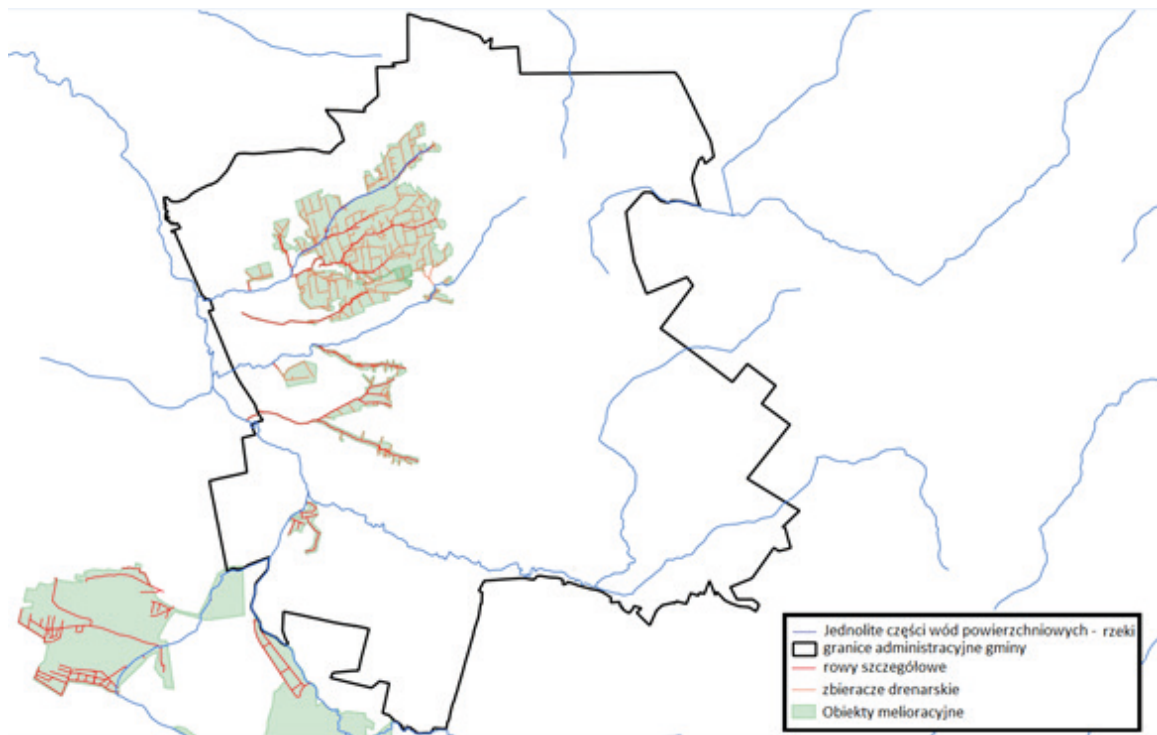 Jednolite części wód powierzchniowych - rzeki
granice administracyjne gminy
rowy szczegółowe
zbieracze drenarskie
Obiekty melioracyjne